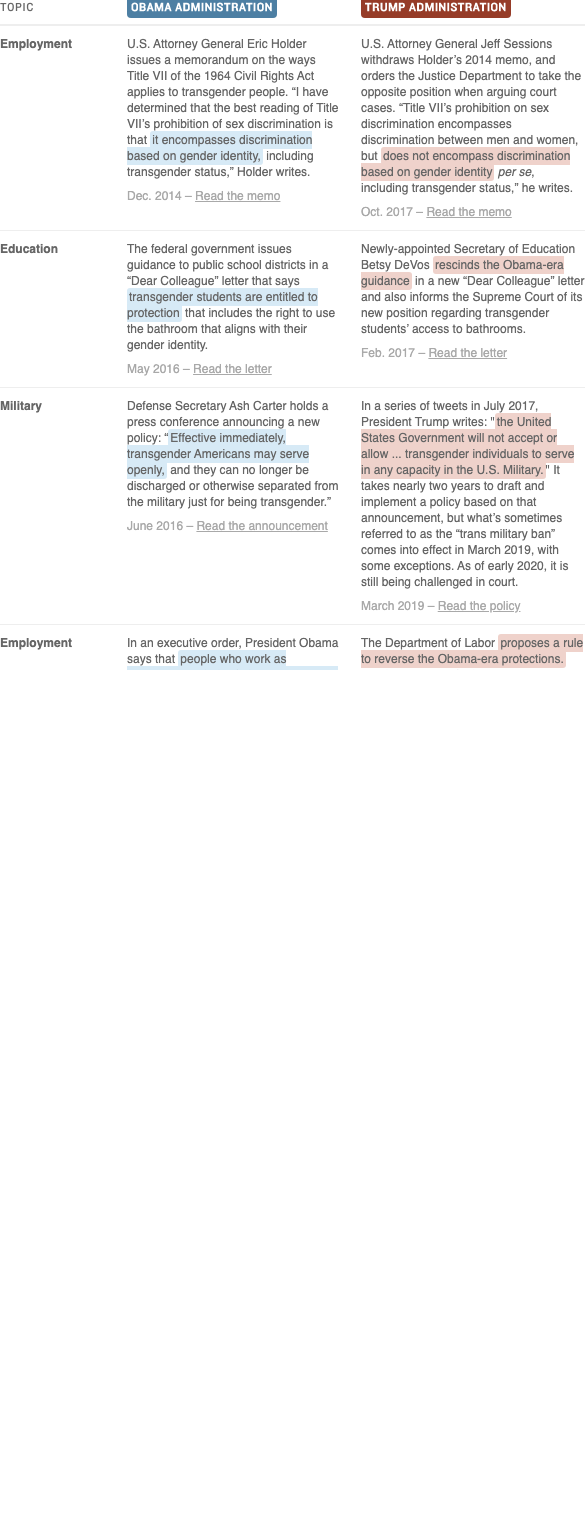 TOPIC
OBAMA ADMINISTRATION
TRUMP ADMINISTRATION
Employment
U.S. Attorney General Eric Holder
issues a memorandum on the ways
Title VII of the 1964 Civil Rights Act
applies to transgender people. “I have
determined that the best reading of Title
VII’s prohibition of sex discrimination is
that it encompasses discrimination
based on gender identity, including
transgender status,” Holder writes.
Dec. 2014 – Read the memo
U.S. Attorney General Jeff Sessions
withdraws Holder’s 2014 memo, and
orders the Justice Department to take the
opposite position when arguing court
cases. “Title VII’s prohibition on sex
discrimination encompasses
discrimination between men and women,
but does not encompass discrimination
based on gender identity per se,
including transgender status,” he writes.
Oct. 2017 – Read the memo
Education
The federal government issues
guidance to public school districts in a
“Dear Colleague” letter that says
transgender students are entitled to
protection that includes the right to use
the bathroom that aligns with their
gender identity.
May 2016 – Read the letter
Newly-appointed Secretary of Education
Betsy DeVos rescinds the Obama-era
guidance in a new “Dear Colleague” letter
and also informs the Supreme Court of its
new position regarding transgender
students’ access to bathrooms.
Feb. 2017 – Read the letter
Military
Defense Secretary Ash Carter holds a
press conference announcing a new
policy: “Effective immediately,
transgender Americans may serve
openly, and they can no longer be
discharged or otherwise separated from
the military just for being transgender.”
June 2016 – Read the announcement
In a series of tweets in July 2017,
President Trump writes: "the United
States Government will not accept or
allow ... transgender individuals to serve
in any capacity in the U.S. Military." It
takes nearly two years to draft and
implement a policy based on that
announcement, but what’s sometimes
referred to as the “trans military ban”
comes into effect in March 2019, with
some exceptions. As of early 2020, it is
still being challenged in court.
March 2019 – Read the policy
Employment
In an executive order, President Obama
says that people who work as
The Department of Labor proposes a rule
to reverse the Obama-era protections.